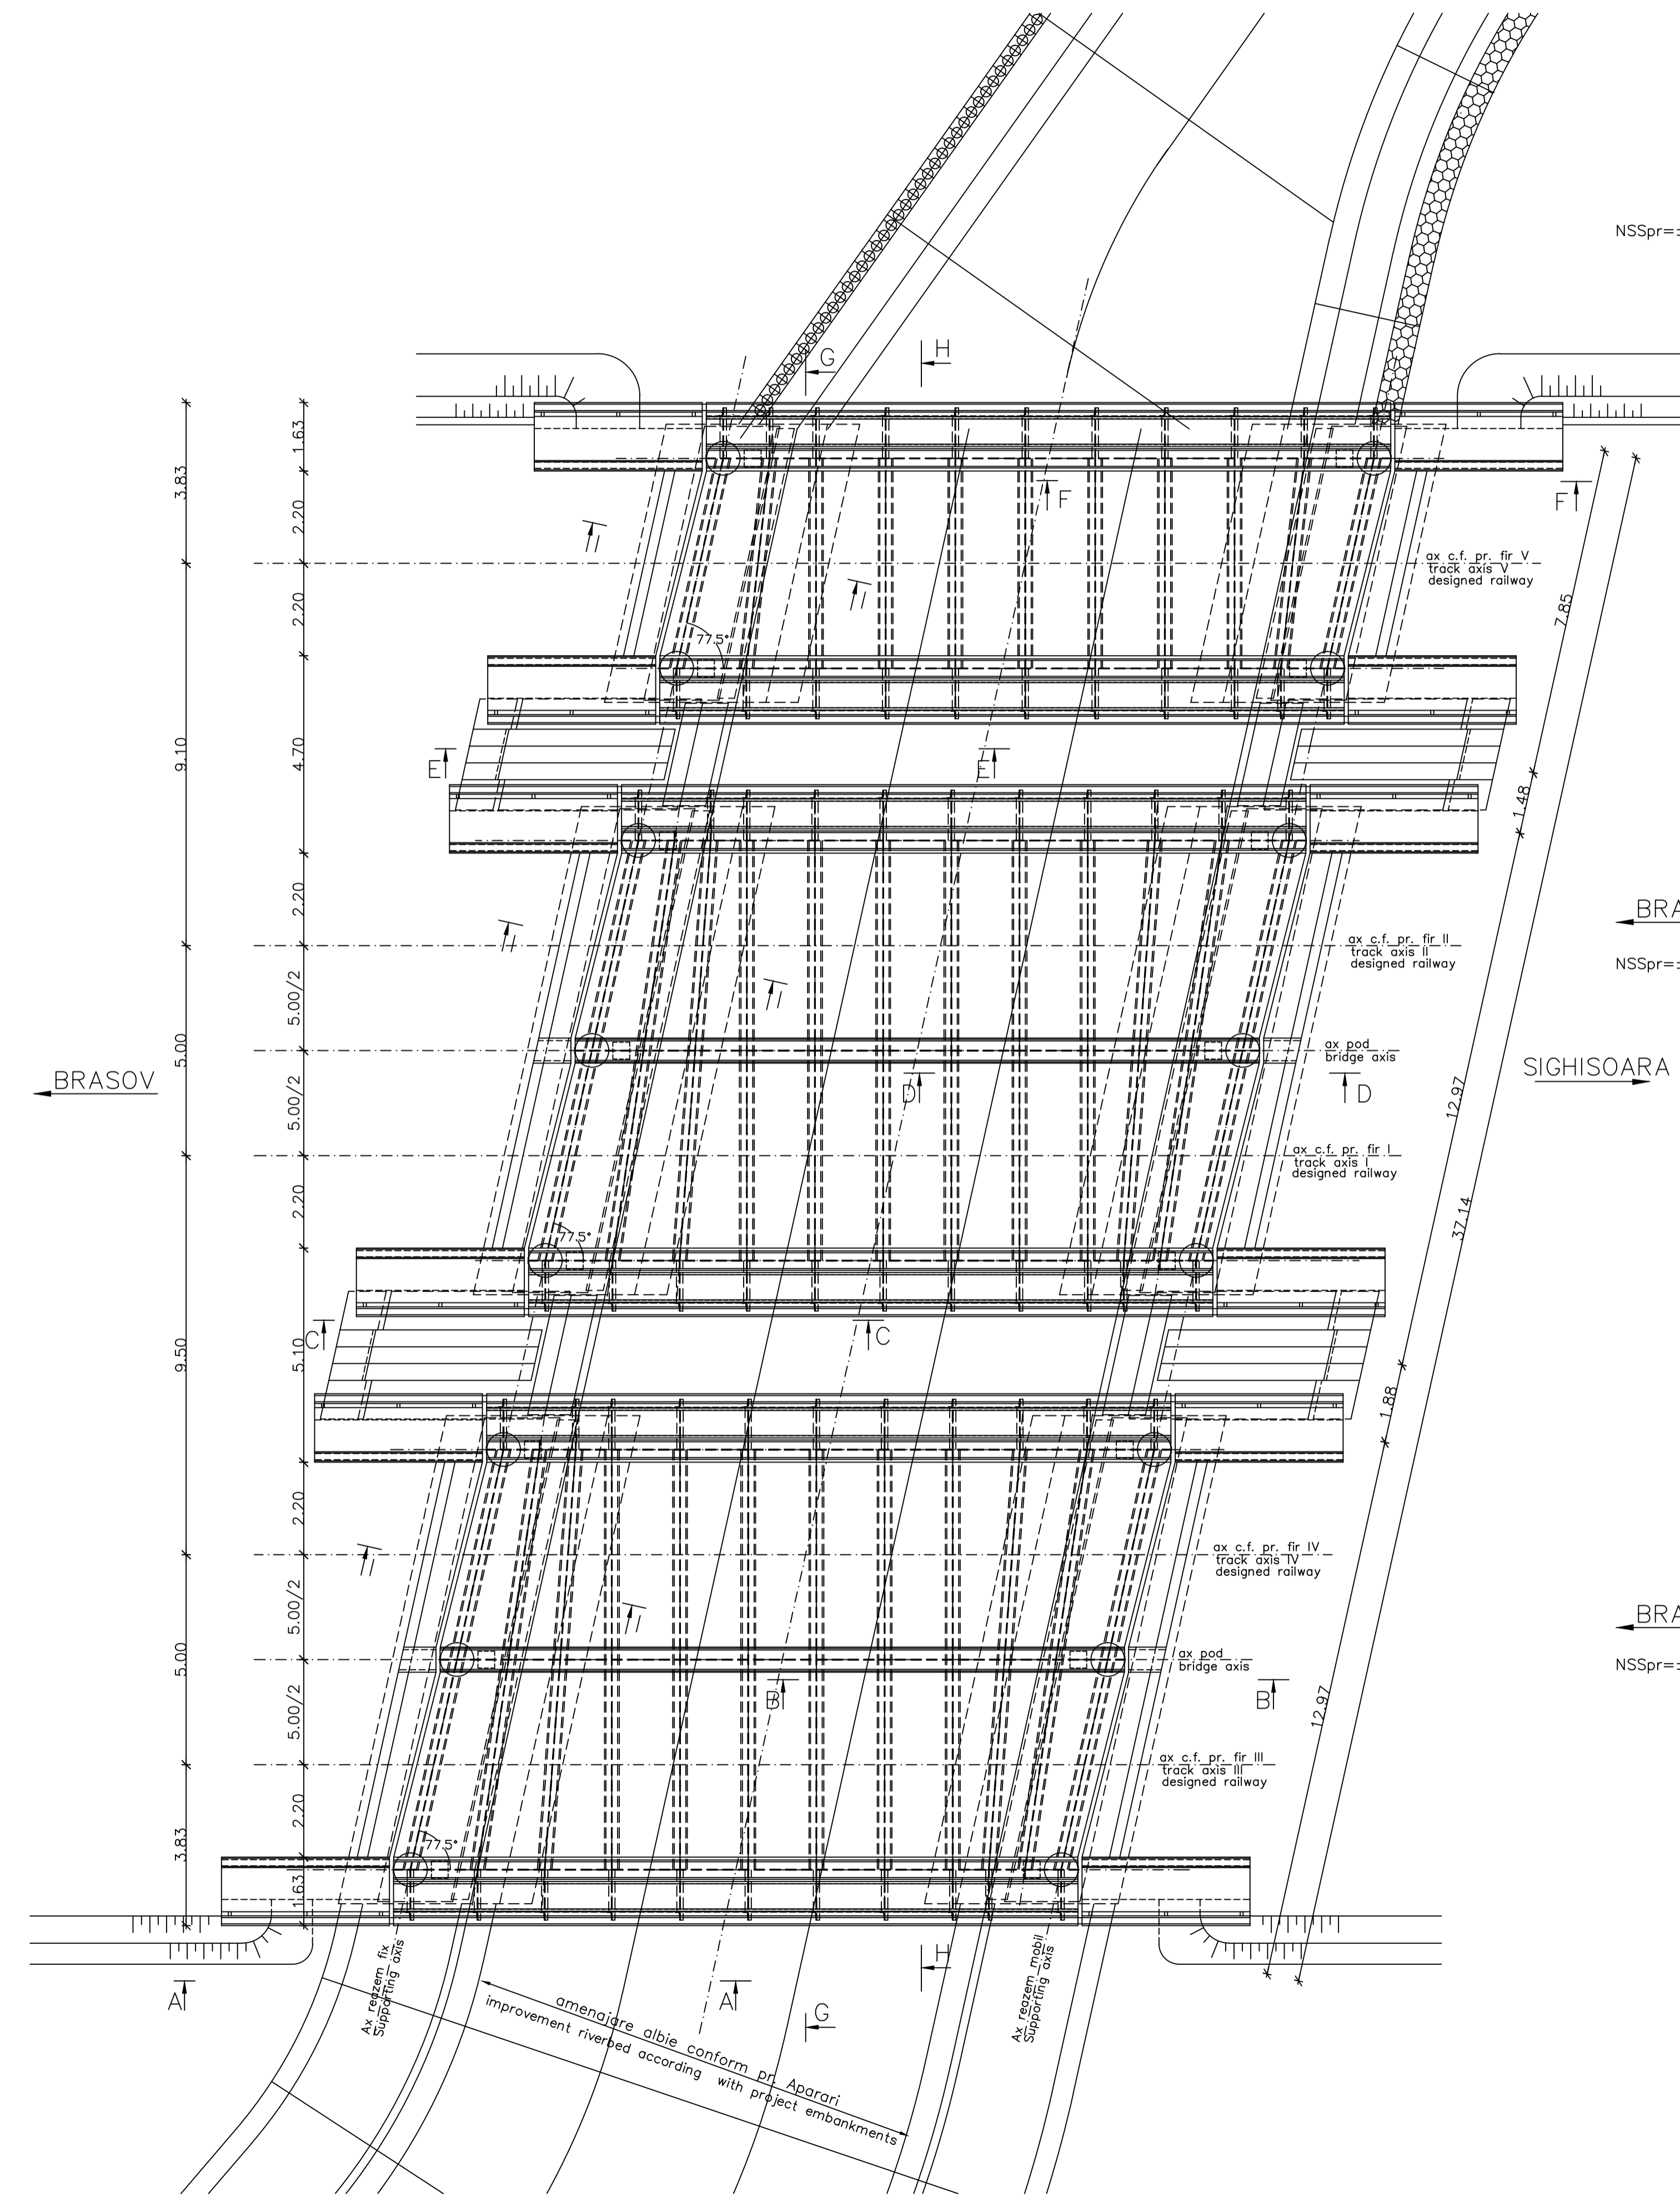 NSSpr=
G
H
1.63
3.83
2.20
F
F
ax c.f. pr. fir V
track axis V
designed railway
2.20
77.5°
7.85
9.10
4.70
E
E
1.48
2.20
BRA
ax c.f. pr. fir II
track axis II
designed railway
NSSpr=
5.00/2
5.00
ax pod
bridge axis
BRASOV
SIGHISOARA
5.00/2
D
D
12.97
ax c.f. pr. fir I
track axis I
designed railway
2.20
37.14
77.5°
C
C
9.50
5.10
1.88
2.20
ax c.f. pr. fir IV
track axis IV
designed railway
5.00/2
BRA
5.00
ax pod
bridge axis
NSSpr=
B
B
5.00/2
12.97
ax c.f. pr. fir III
track axis III
designed railway
2.20
3.83
77.5°
1.63
H
Ax reazem fix
Supporting axis
Ax reazem mobil
Supporting axis
A
A
G
amenajare albie conform pr. Aparari
improvement riverbed according with project embankments